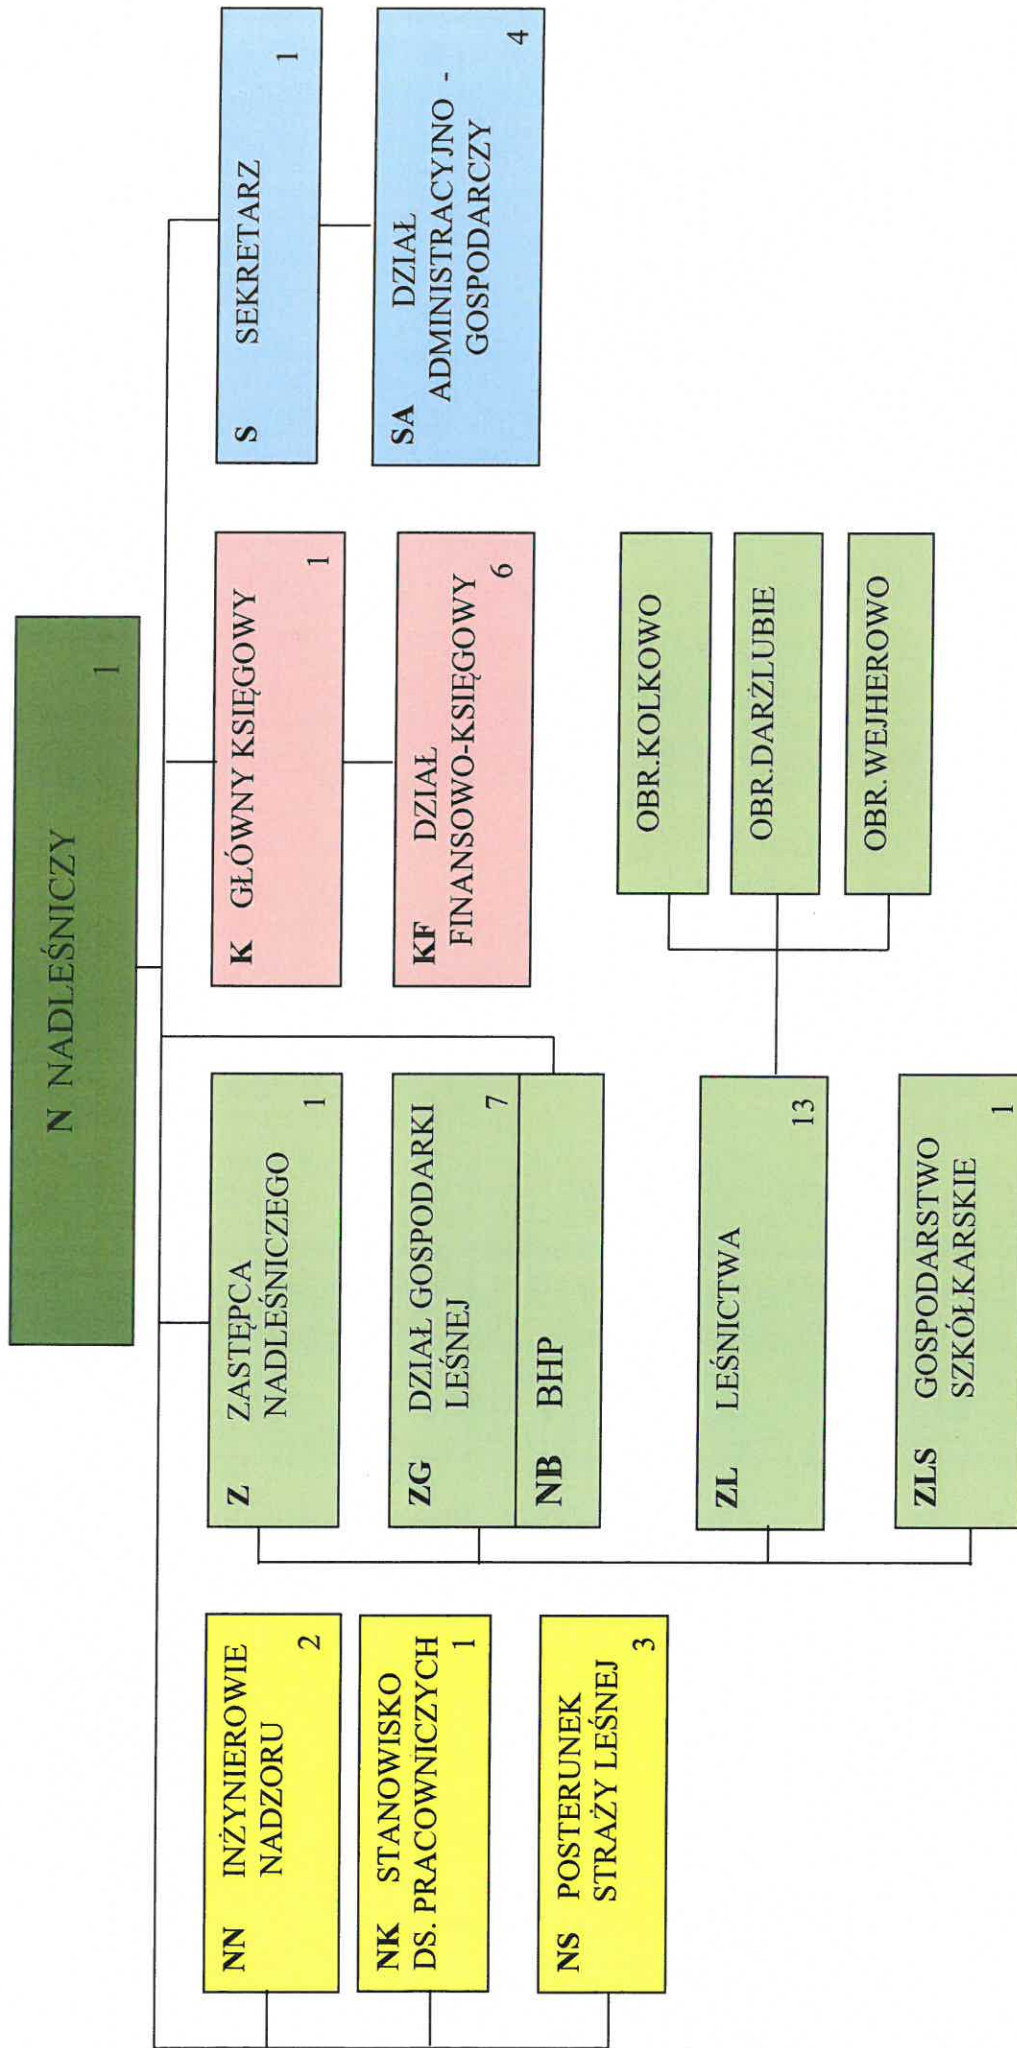 N NADLEŚNICZY
1
NN INŻYNIEROWIE
NADZORU
2
NK STANOWISKO
DS. PRACOWNICZYCH
1
NS POSTERUNEK
STRAŻY LEŚNEJ
3
Z ZASTĘPCA
NADLEŚNICZEGO
1
ZG DZIAŁ GOSPODARKI
LEŚNEJ
7
NB BHP
ZL LEŚNICTWA
13
ZLS GOSPODARSTWO
SZKÓŁKARSKIE
1
K GŁÓWNY KSIĘGOWY
1
KF DZIAŁ
FINANSOWO-KSIĘGOWY
6
OBR.KOLKOWO
OBR.DARŻLUBIE
OBR. WEJHEROWO
S SEKRETARZ
1
SA DZIAŁ
ADMINISTRACYJNO -
GOSPODARCZY
4